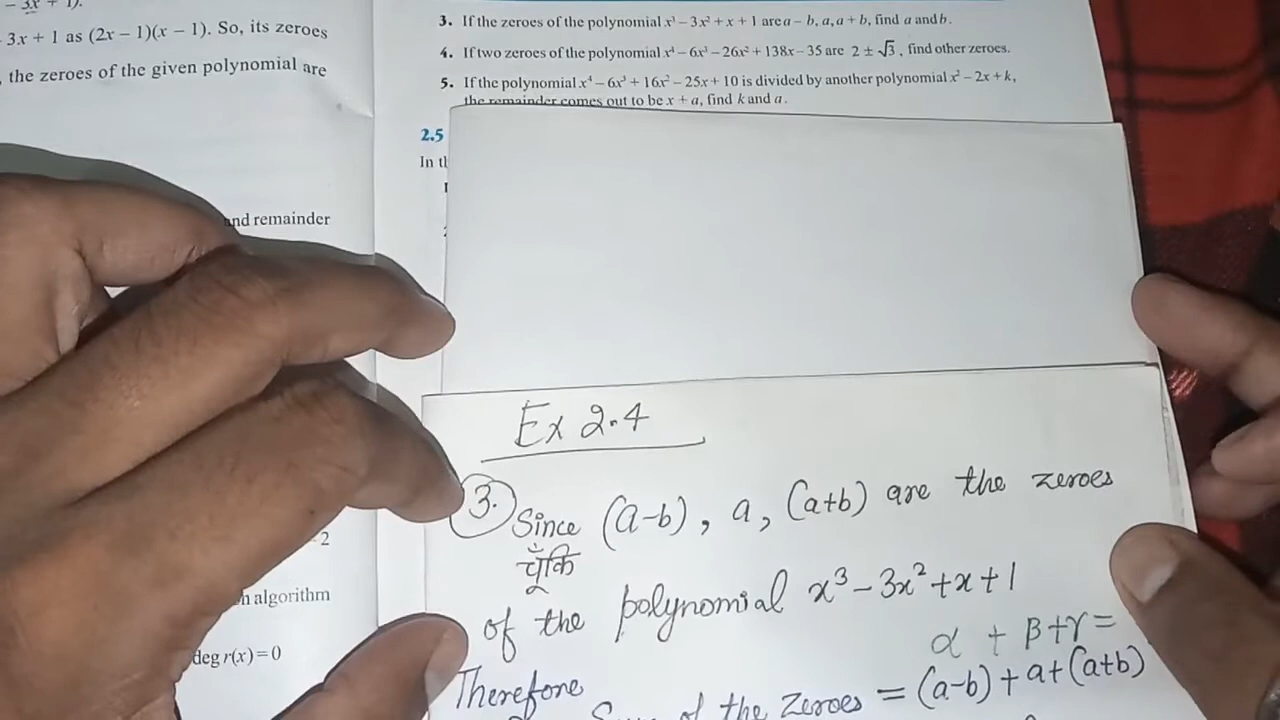 - 3x + 1).
3x + 1 as (2x – 1)(x – 1). So, its zeroes
the zeroes of the given polynomial are
and remainder
2
algorithm
deg r(x) = 0
3. If the zeroes of the polynomial x³ – 3x² + x + 1 are a – b, a, a + b, find a and b.
4. If two zeroes of the polynomial x⁴ – 6x³ – 26x² + 138x – 35 are 2 ± √3, find other zeroes.
5. If the polynomial x⁴ – 6x³ + 16x² – 25x + 10 is divided by another polynomial x² – 2x + k,
the remainder comes out to be x + a, find k and a.
2.5
In
Ex 2.4
3. Since (a-b), a, (a+b) are the zeroes
चूँकि
of the polynomial x³ – 3x² + x + 1
α + β + γ =
Therefore
Sum of the zeroes = (a-b) + a + (a+b)